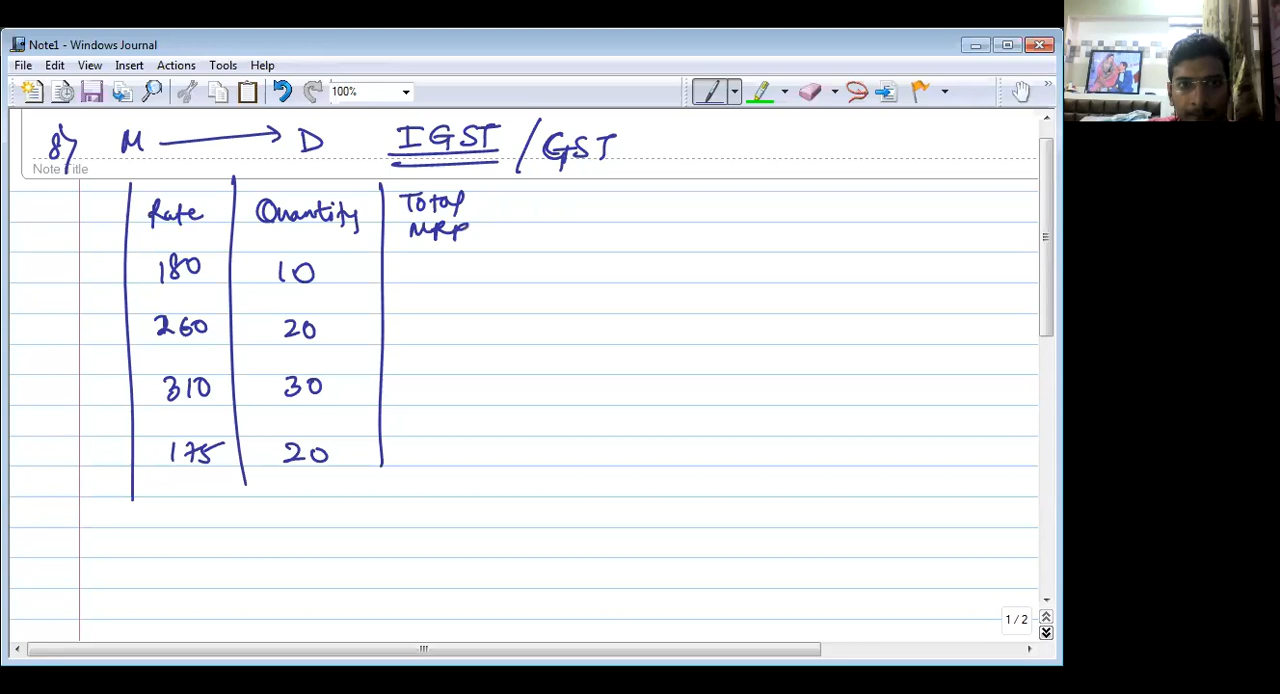 Note1 - Windows Journal
File Edit View Insert Actions Tools Help
100%
8) M → D IGST / GST
Note Title
Rate Quantity Total MRP
180 10
260 20
310 30
175 20
1 / 2